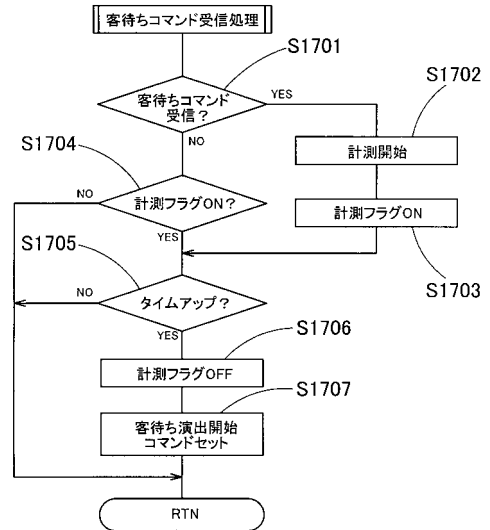 客待ちコマンド受信処理
S1701
S1702
客待ちコマンド
受信？
YES
NO
計測開始
S1704
計測フラグON？
NO
YES
計測フラグON
S1703
S1705
タイムアップ？
NO
YES
S1706
計測フラグOFF
S1707
客待ち演出開始
コマンドセット
RTN